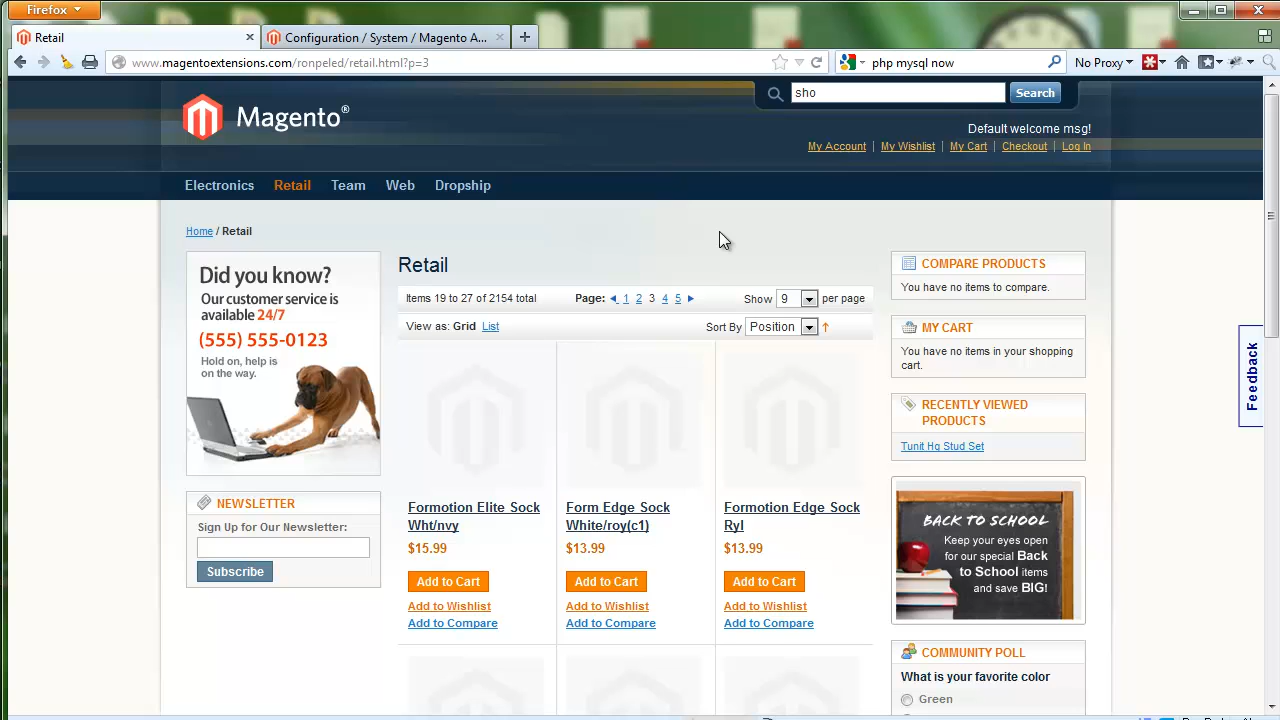 Firefox
Retail
Configuration / System / Magento A...
www.magentoextensions.com/ronpeled/retail.html?p=3
php mysql now
No Proxy
Magento®
sho
Search
Default welcome msg!
My Account | My Wishlist | My Cart | Checkout | Log In
Electronics Retail Team Web Dropship
Home / Retail
Did you know?
Our customer service is
available 24/7
(555) 555-0123
Hold on, help is
on the way.
NEWSLETTER
Sign Up for Our Newsletter:
Subscribe
Retail
Items 19 to 27 of 2154 total
Page: 1 2 3 4 5
Show 9 per page
View as: Grid List
Sort By Position
Formotion Elite Sock
Wht/nvy
$15.99
Add to Cart
Add to Wishlist
Add to Compare
Form Edge Sock
White/roy(c1)
$13.99
Add to Cart
Add to Wishlist
Add to Compare
Formotion Edge Sock
Ryl
$13.99
Add to Cart
Add to Wishlist
Add to Compare
COMPARE PRODUCTS
You have no items to compare.
MY CART
You have no items in your shopping
cart.
RECENTLY VIEWED
PRODUCTS
Tunit Hg Stud Set
BACK TO SCHOOL
Keep your eyes open
for our special Back
to School items
and save BIG!
COMMUNITY POLL
What is your favorite color
Green
Feedback